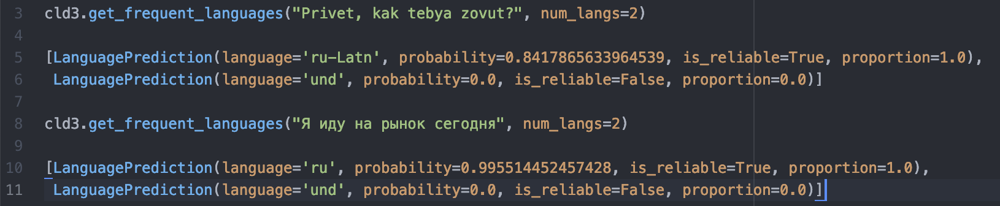 3 cld3.get_frequent_languages("Privet, kak tebya zovut?", num_langs=2)
4
5 [LanguagePrediction(language='ru-Latn', probability=0.8417865633964539, is_reliable=True, proportion=1.0),
6 LanguagePrediction(language='und', probability=0.0, is_reliable=False, proportion=0.0)]
7
8 cld3.get_frequent_languages("Я иду на рынок сегодня", num_langs=2)
9
10 [LanguagePrediction(language='ru', probability=0.995514452457428, is_reliable=True, proportion=1.0),
11 LanguagePrediction(language='und', probability=0.0, is_reliable=False, proportion=0.0)]